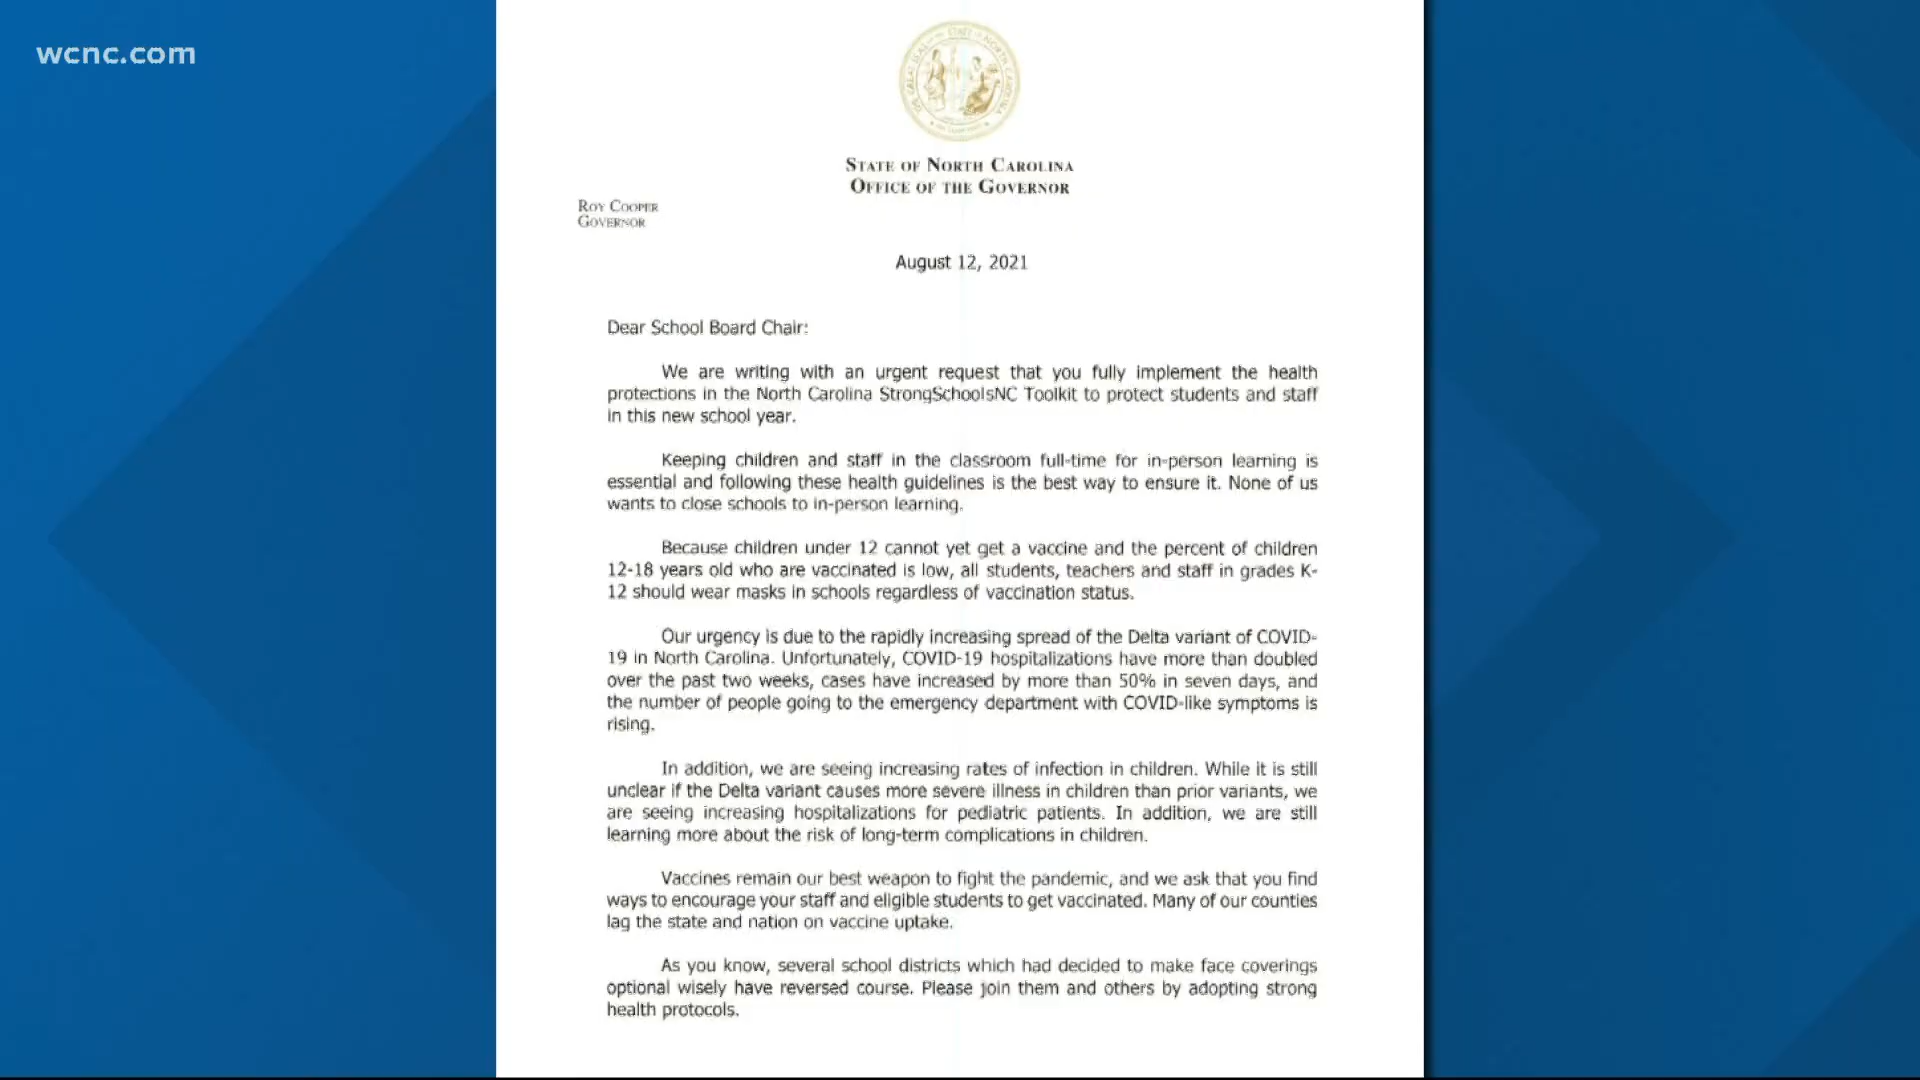 wcnc.com
STATE OF NORTH CAROLINA
OFFICE OF THE GOVERNOR
ROY COOPER
GOVERNOR
August 12, 2021
Dear School Board Chair:
We are writing with an urgent request that you fully implement the health
protections in the North Carolina StrongSchoolsNC Toolkit to protect students and staff
in this new school year.
Keeping children and staff in the classroom full-time for in-person learning is
essential and following these health guidelines is the best way to ensure it. None of us
wants to close schools to in-person learning.
Because children under 12 cannot yet get a vaccine and the percent of children
12-18 years old who are vaccinated is low, all students, teachers and staff in grades K-
12 should wear masks in schools regardless of vaccination status.
Our urgency is due to the rapidly increasing spread of the Delta variant of COVID-
19 in North Carolina. Unfortunately, COVID-19 hospitalizations have more than doubled
over the past two weeks, cases have increased by more than 50% in seven days, and
the number of people going to the emergency department with COVID-like symptoms is
rising.
In addition, we are seeing increasing rates of infection in children. While it is still
unclear if the Delta variant causes more severe illness in children than prior variants, we
are seeing increasing hospitalizations for pediatric patients. In addition, we are still
learning more about the risk of long-term complications in children.
Vaccines remain our best weapon to fight the pandemic, and we ask that you find
ways to encourage your staff and eligible students to get vaccinated. Many of our counties
lag the state and nation on vaccine uptake.
As you know, several school districts which had decided to make face coverings
optional wisely have reversed course. Please join them and others by adopting strong
health protocols.